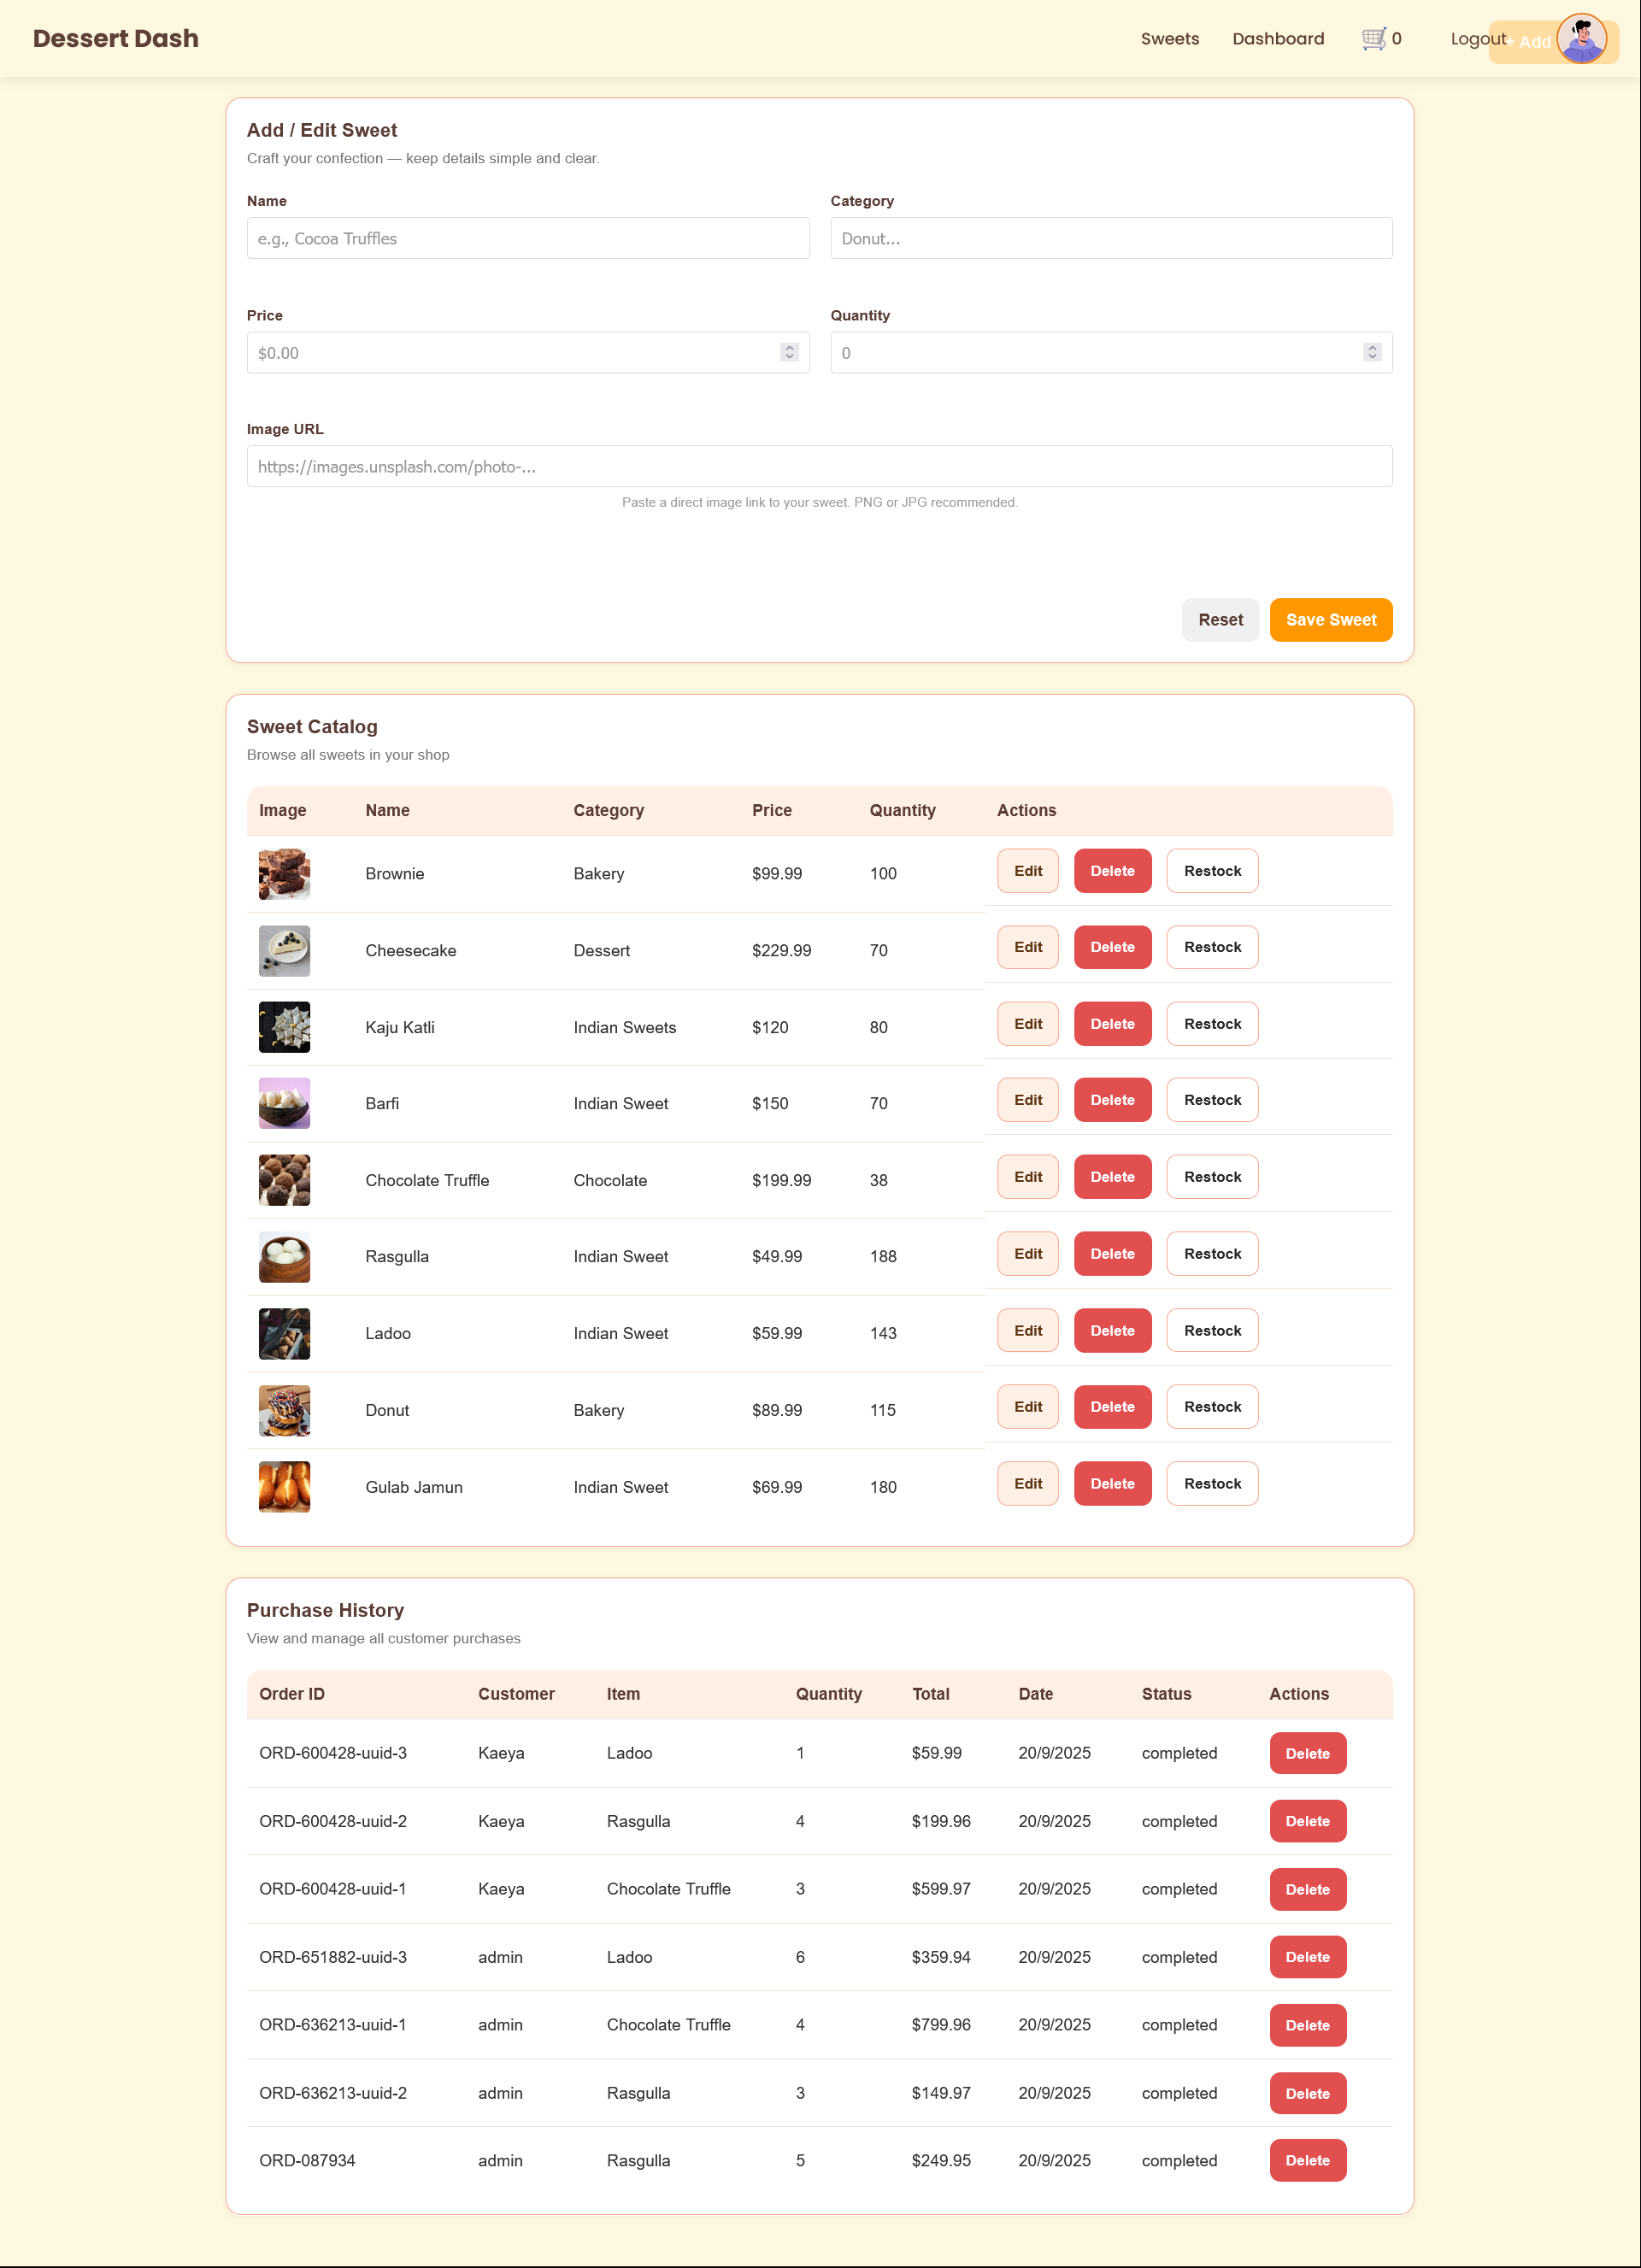 Dessert Dash
Sweets Dashboard 0 Logout + Add
Add / Edit Sweet
Craft your confection — keep details simple and clear.
Name Category
e.g., Cocoa Truffles Donut...
Price Quantity
$0.00 0
Image URL
https://images.unsplash.com/photo-...
Paste a direct image link to your sweet. PNG or JPG recommended.
Reset Save Sweet
Sweet Catalog
Browse all sweets in your shop
Image Name Category Price Quantity Actions
Brownie Bakery $99.99 100 Edit Delete Restock
Cheesecake Dessert $229.99 70 Edit Delete Restock
Kaju Katli Indian Sweets $120 80 Edit Delete Restock
Barfi Indian Sweet $150 70 Edit Delete Restock
Chocolate Truffle Chocolate $199.99 38 Edit Delete Restock
Rasgulla Indian Sweet $49.99 188 Edit Delete Restock
Ladoo Indian Sweet $59.99 143 Edit Delete Restock
Donut Bakery $89.99 115 Edit Delete Restock
Gulab Jamun Indian Sweet $69.99 180 Edit Delete Restock
Purchase History
View and manage all customer purchases
Order ID Customer Item Quantity Total Date Status Actions
ORD-600428-uuid-3 Kaeya Ladoo 1 $59.99 20/9/2025 completed Delete
ORD-600428-uuid-2 Kaeya Rasgulla 4 $199.96 20/9/2025 completed Delete
ORD-600428-uuid-1 Kaeya Chocolate Truffle 3 $599.97 20/9/2025 completed Delete
ORD-651882-uuid-3 admin Ladoo 6 $359.94 20/9/2025 completed Delete
ORD-636213-uuid-1 admin Chocolate Truffle 4 $799.96 20/9/2025 completed Delete
ORD-636213-uuid-2 admin Rasgulla 3 $149.97 20/9/2025 completed Delete
ORD-087934 admin Rasgulla 5 $249.95 20/9/2025 completed Delete